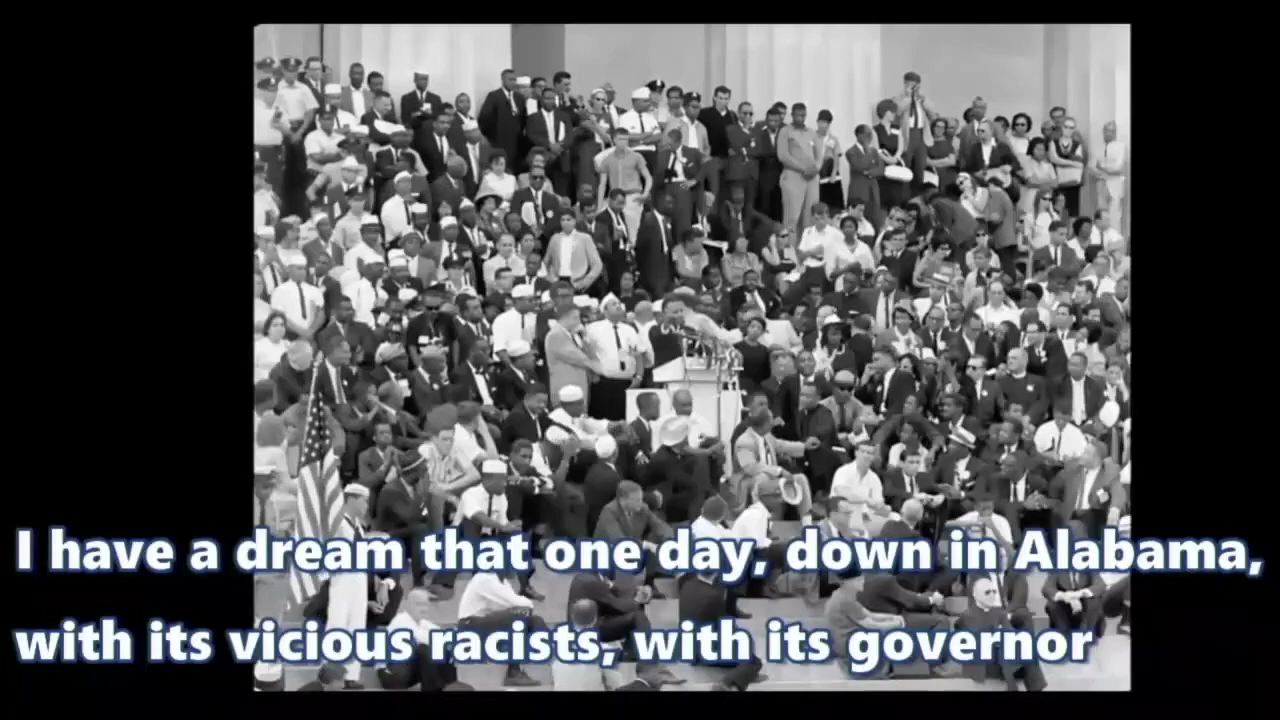 I have a dream that one day, down in Alabama,
with its vicious racists, with its governor